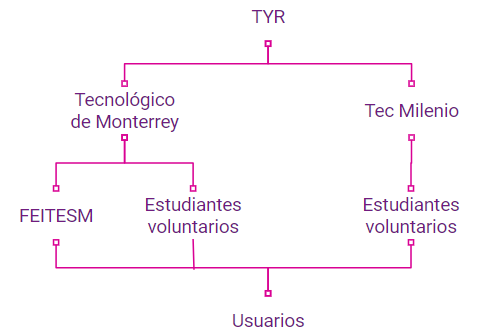 TYR
Tecnológico
de Monterrey
Tec Milenio
FEITESM
Estudiantes
voluntarios
Estudiantes
voluntarios
Usuarios